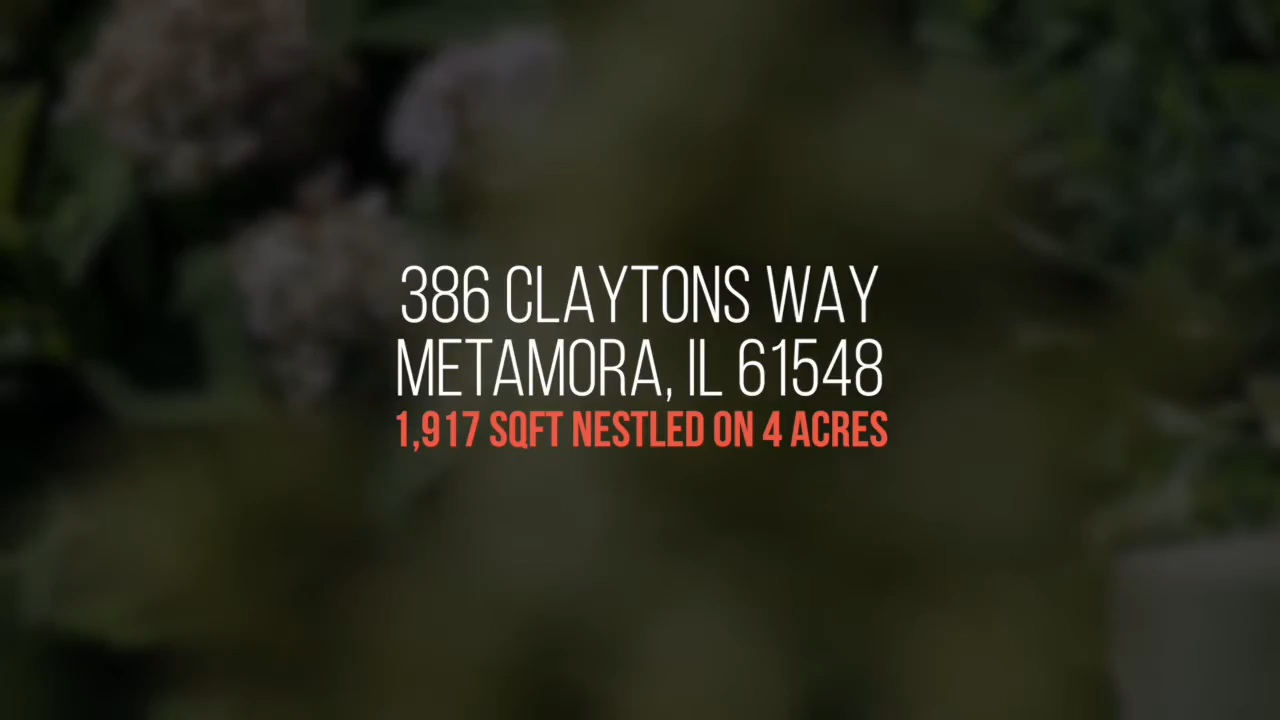 386 CLAYTONS WAY
METAMORA, IL 61548
1,917 SQFT NESTLED ON 4 ACRES